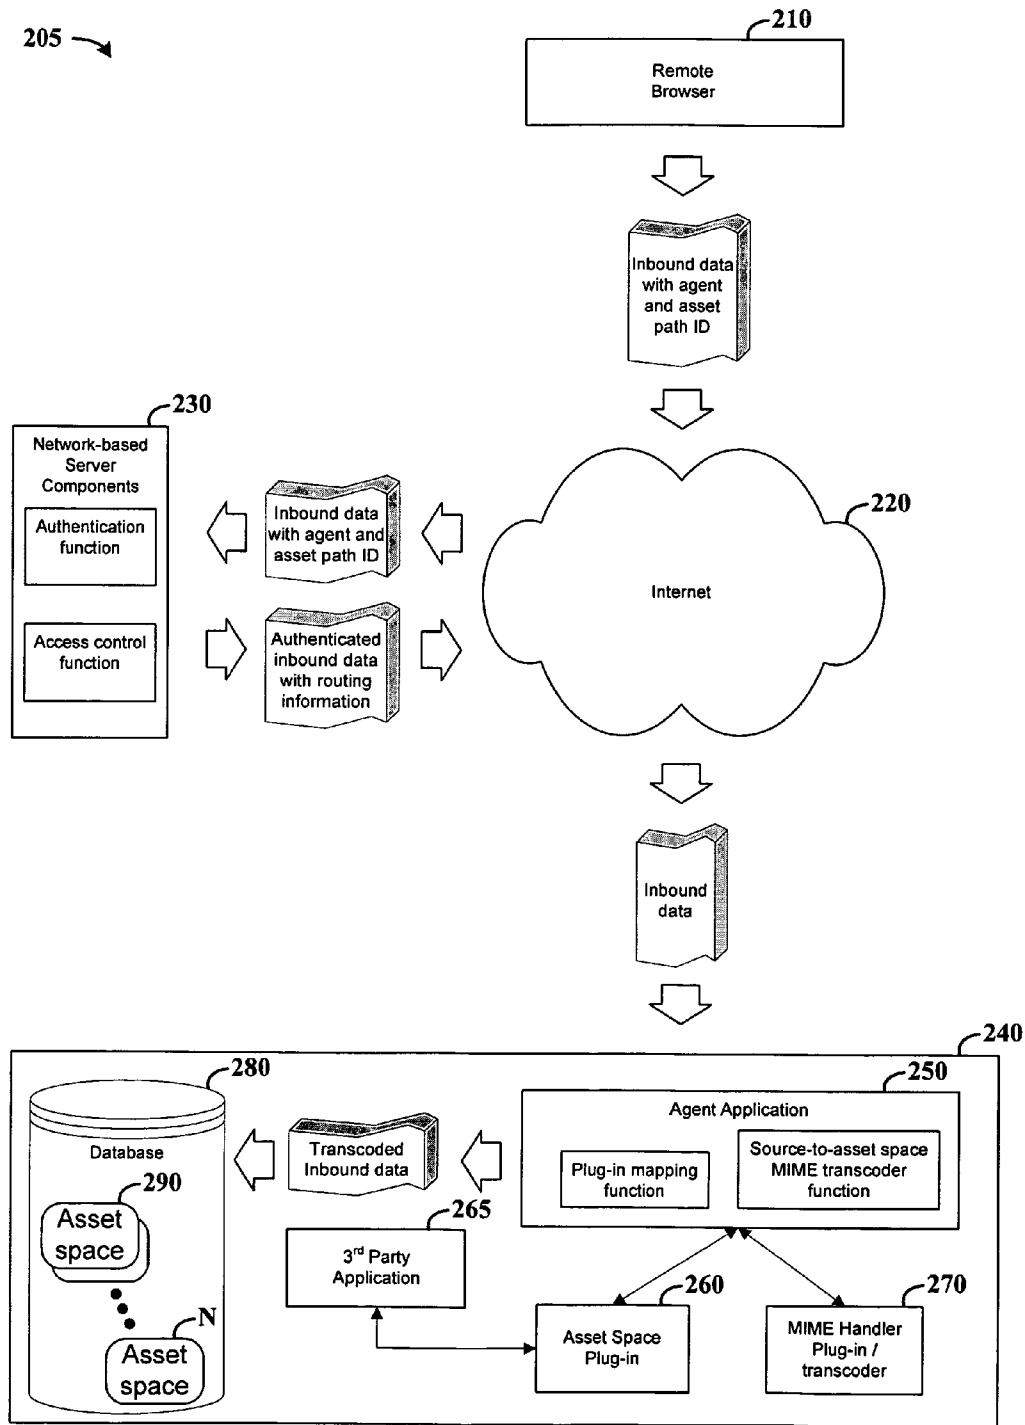 205
210
Remote
Browser
Inbound data
with agent
and asset
path ID
230
Network-based
Server
Components
Authentication
function
Access control
function
Inbound data
with agent and
asset path ID
Authenticated
inbound data
with routing
information
220
Internet
Inbound
data
240
280
Database
290
Asset
space
N
Asset
space
Transcoded
Inbound data
250
Agent Application
Plug-in mapping
function
Source-to-asset space
MIME transcoder
function
265
3rd Party
Application
260
Asset Space
Plug-in
270
MIME Handler
Plug-in /
transcoder